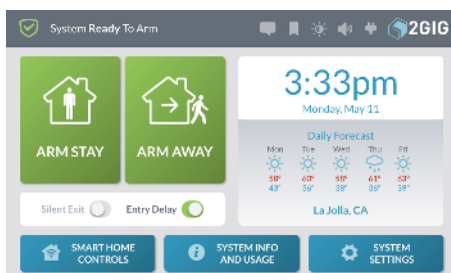 System Ready To Arm
2GIG
ARM STAY
ARM AWAY
Silent Exit
Entry Delay
3:33pm
Monday, May 11
Daily Forecast
Mon Tue Wed Thu Fri
58° 60° 58° 61° 63°
43° 36° 38° 36° 39°
La Jolla, CA
SMART HOME
CONTROLS
SYSTEM INFO
AND USAGE
SYSTEM
SETTINGS